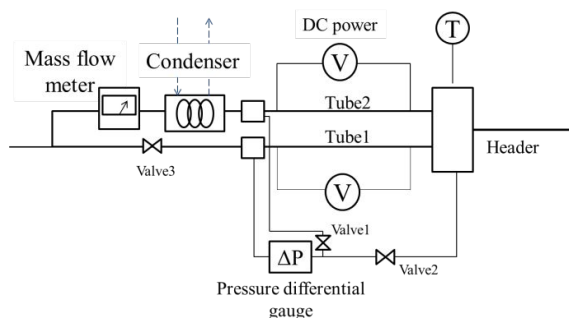 DC power
T
Mass flow
meter
Condenser
V
Tube2
Tube1
Header
Valve3
V
Valve1
ΔP
Valve2
Pressure differential
gauge